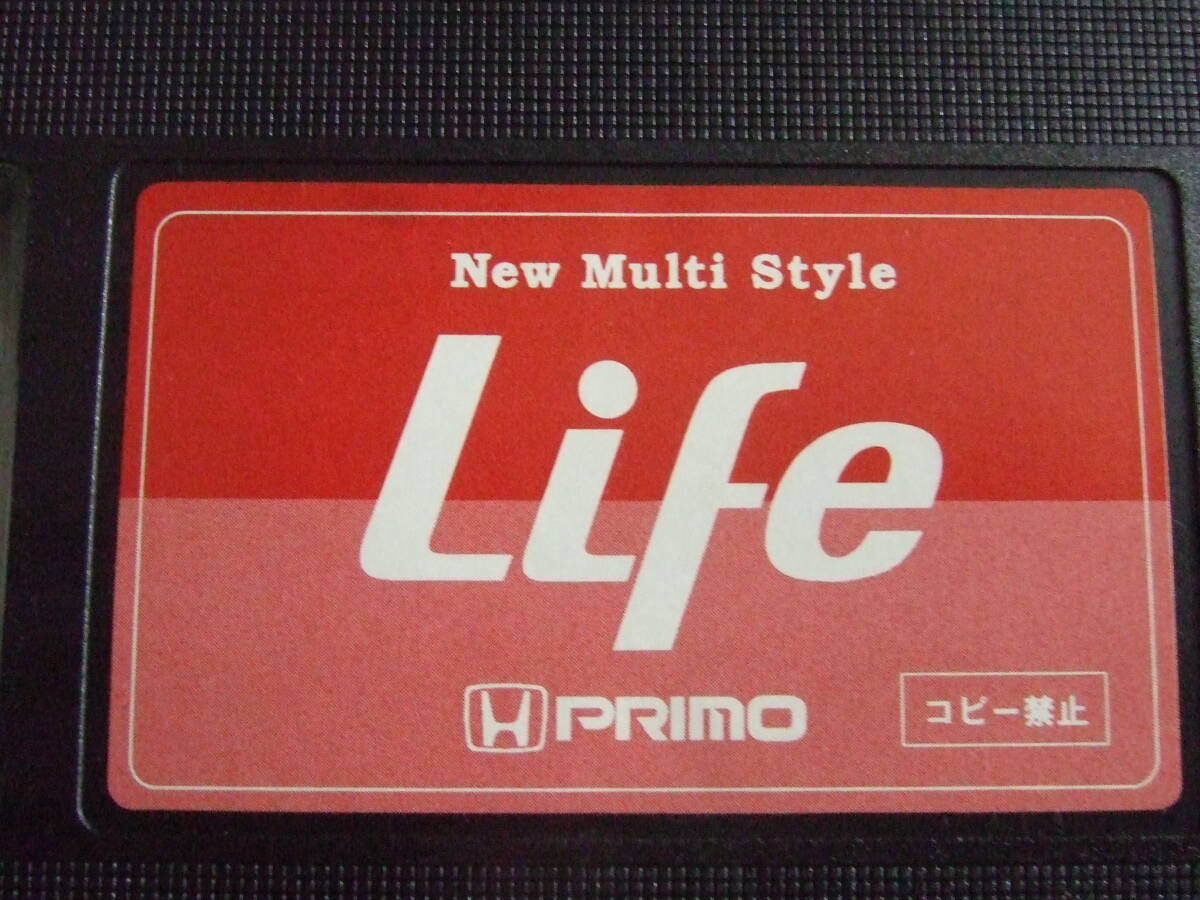 New Multi Style
Life
PRIMO
コピー禁止